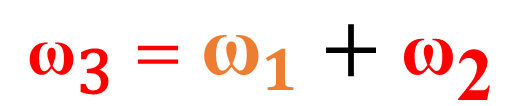 ω₃ = ω₁ + ω₂